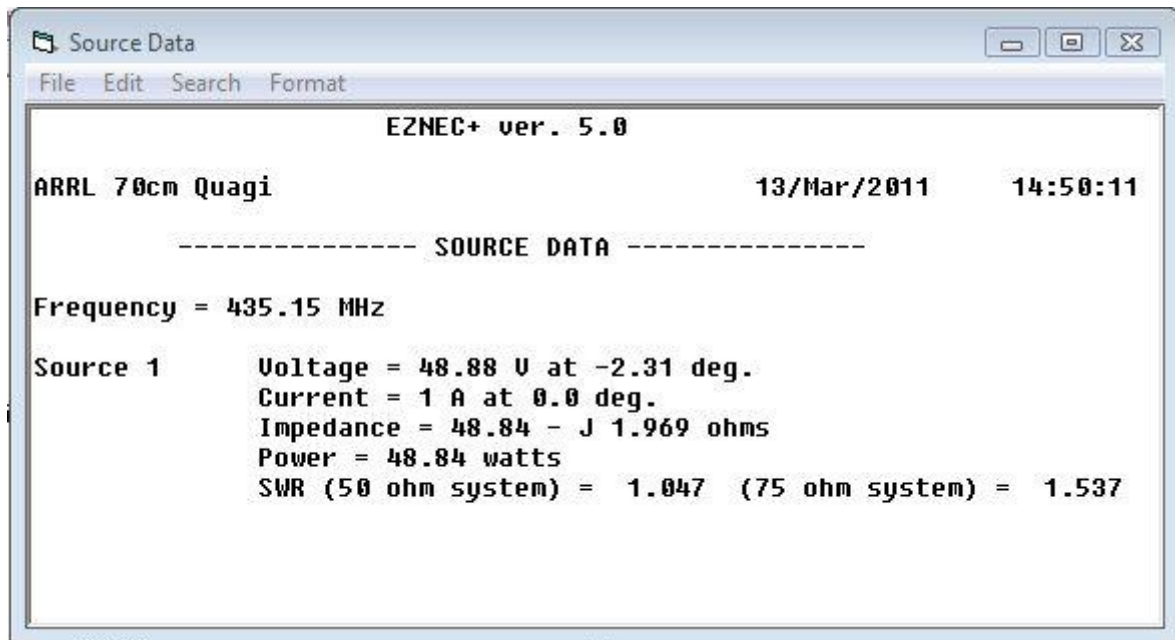 Source Data
File Edit Search Format
EZNEC+ ver. 5.0
ARRL 70cm Quagi 13/Mar/2011 14:50:11
--------------- SOURCE DATA ---------------
Frequency = 435.15 MHz
Source 1 Voltage = 48.88 V at -2.31 deg.
Current = 1 A at 0.0 deg.
Impedance = 48.84 - J 1.969 ohms
Power = 48.84 watts
SWR (50 ohm system) = 1.047 (75 ohm system) = 1.537